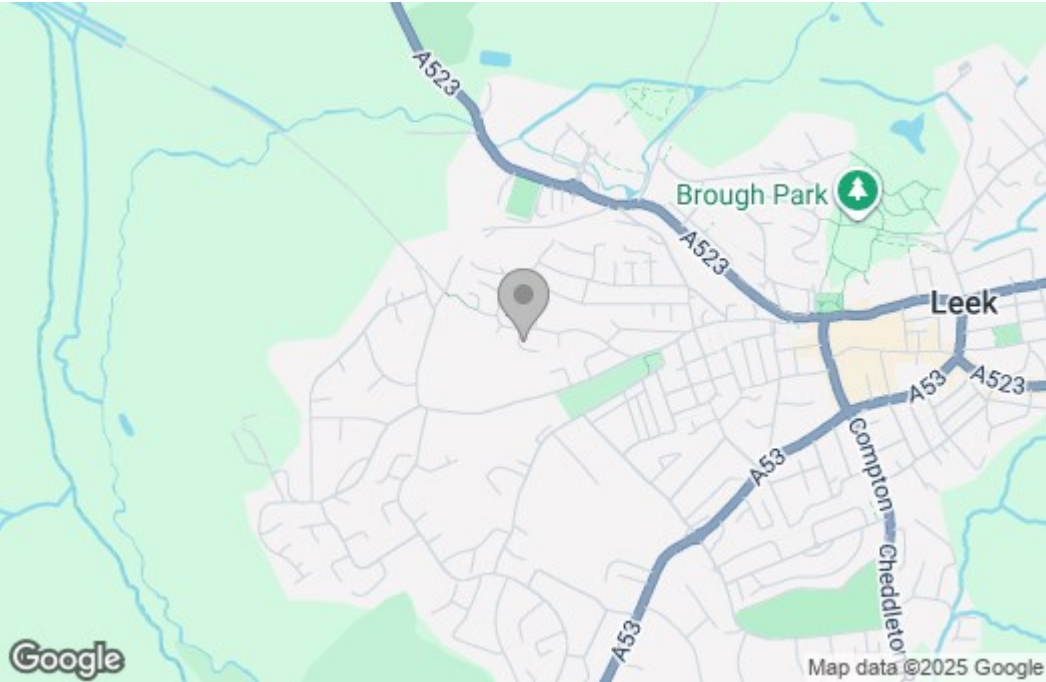 A523
Brough Park
A523
Leek
A523
A53
Compton
A53
Cheddleton
A53
Google
Map data ©2025 Google